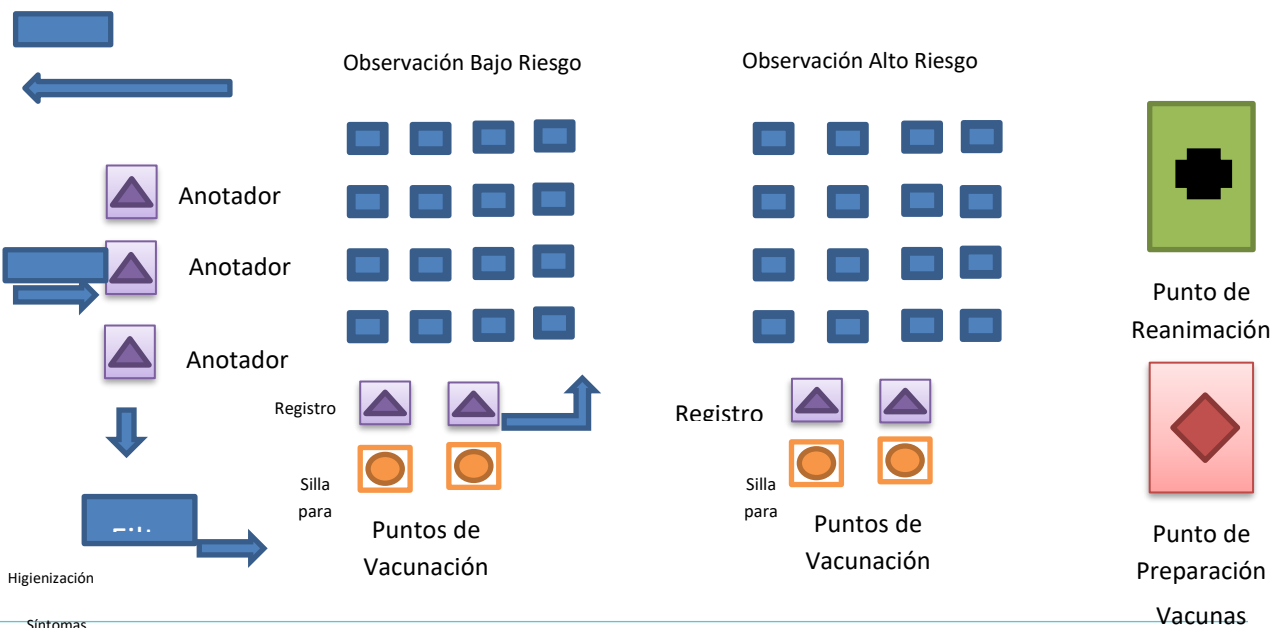 Observación Bajo Riesgo
Observación Alto Riesgo
Anotador
Anotador
Anotador
Punto de
Reanimación
Registro
Registro
Silla
para
Silla
para
Puntos de
Vacunación
Puntos de
Vacunación
Punto de
Preparación
Vacunas
Higienización
Síntomas